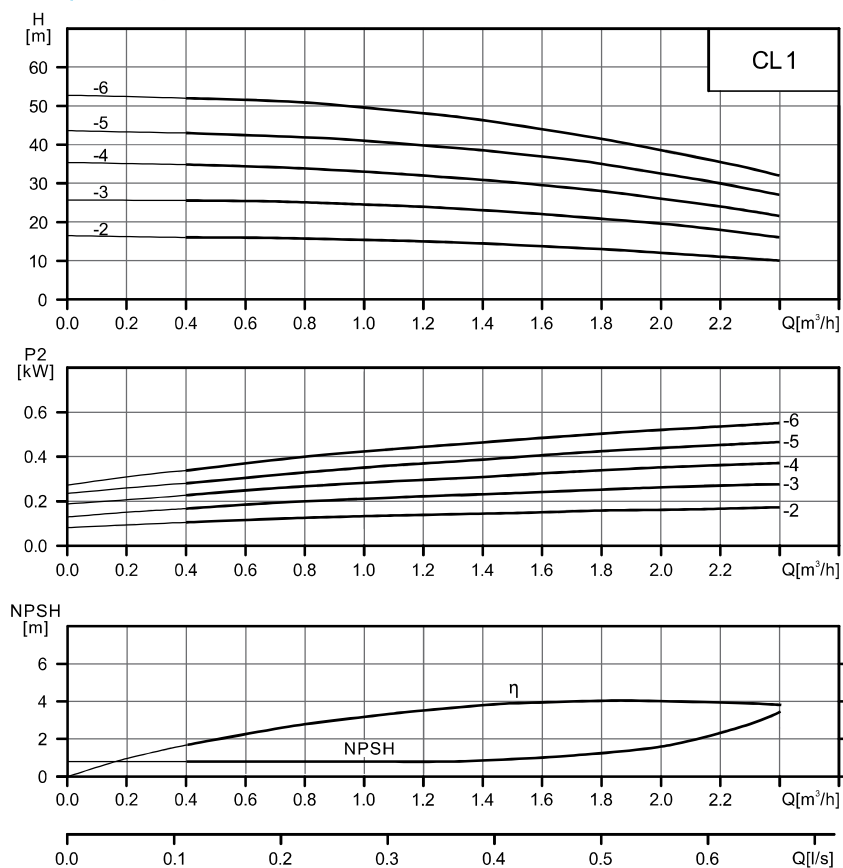 H
[m]
CL1
60
50
40
30
20
10
0
-6
-5
-4
-3
-2
0.0 0.2 0.4 0.6 0.8 1.0 1.2 1.4 1.6 1.8 2.0 2.2 Q[m³/h]
P2
[kW]
0.6
0.4
0.2
0.0
-6
-5
-4
-3
-2
0.0 0.2 0.4 0.6 0.8 1.0 1.2 1.4 1.6 1.8 2.0 2.2 Q[m³/h]
NPSH
[m]
6
4
2
0
η
NPSH
0.0 0.2 0.4 0.6 0.8 1.0 1.2 1.4 1.6 1.8 2.0 2.2 Q[m³/h]
0.0 0.1 0.2 0.3 0.4 0.5 0.6 Q[l/s]